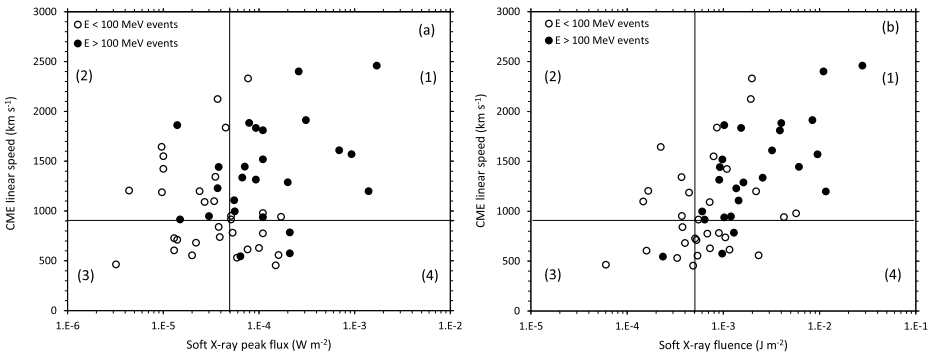 3000
2500
2000
1500
1000
500
0
CME linear speed (km s-1)
E < 100 MeV events
E > 100 MeV events
(a)
(2)
(1)
(3)
(4)
1.E-6
1.E-5
1.E-4
1.E-3
1.E-2
Soft X-ray peak flux (W m-2)
3000
2500
2000
1500
1000
500
0
CME linear speed (km s-1)
E < 100 MeV events
E > 100 MeV events
(b)
(2)
(1)
(3)
(4)
1.E-5
1.E-4
1.E-3
1.E-2
1.E-1
Soft X-ray fluence (J m-2)